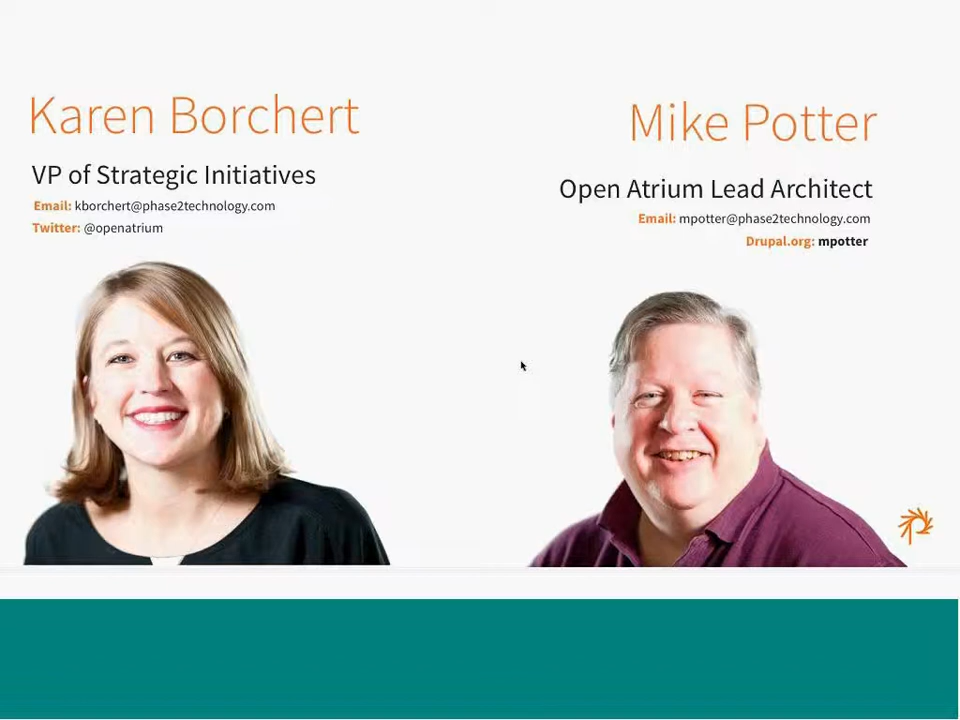 Karen Borchert
VP of Strategic Initiatives
Email: kborchert@phase2technology.com
Twitter: @openatrium
Mike Potter
Open Atrium Lead Architect
Email: mpotter@phase2technology.com
Drupal.org: mpotter